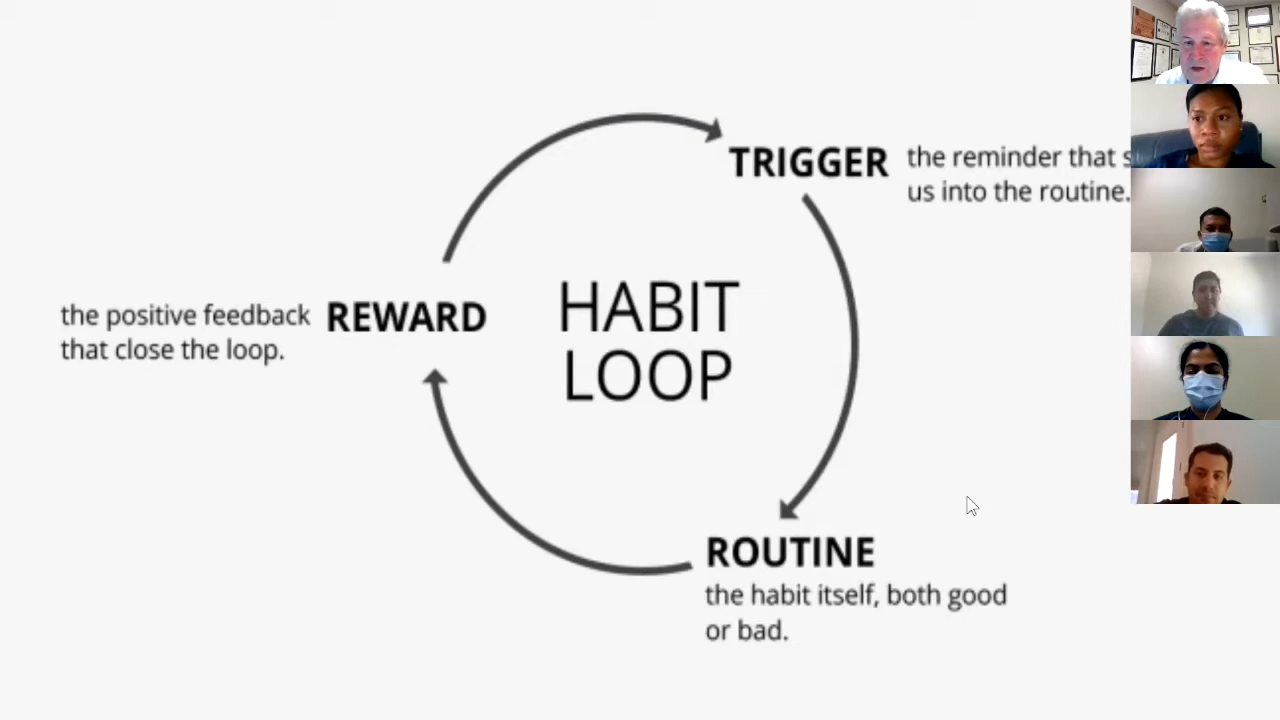 TRIGGER
the reminder that
us into the routine.
HABIT
LOOP
REWARD
the positive feedback
that close the loop.
ROUTINE
the habit itself, both good
or bad.